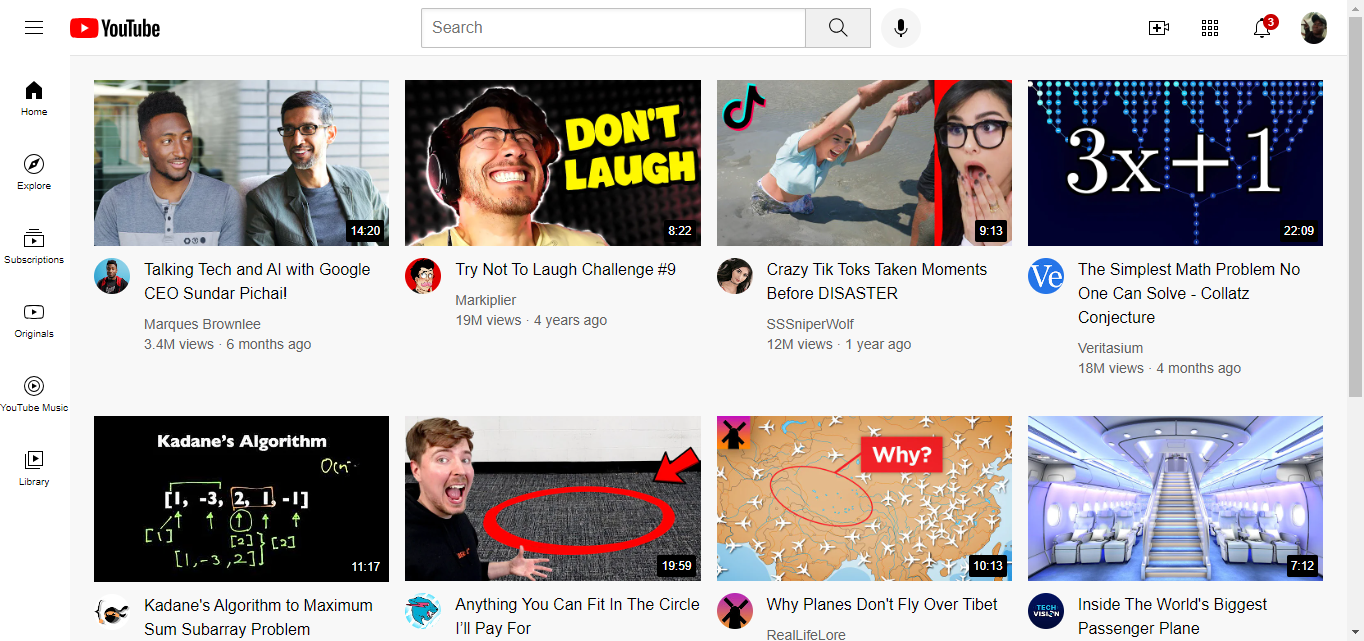 YouTube
Search
3
Home
Explore
Subscriptions
Originals
YouTube Music
Library
DON'T
LAUGH
3x+1
14:20
8:22
9:13
22:09
Talking Tech and AI with Google
CEO Sundar Pichai!
Marques Brownlee
3.4M views · 6 months ago
Try Not To Laugh Challenge #9
Markiplier
19M views · 4 years ago
Crazy Tik Toks Taken Moments
Before DISASTER
SSSniperWolf
12M views · 1 year ago
Ve
The Simplest Math Problem No
One Can Solve - Collatz
Conjecture
Veritasium
18M views · 4 months ago
Kadane's Algorithm
[1, -3, 2, 1, -1]
[1]
[2]
[2]
[1, -3, 2]
11:17
19:59
Why?
10:13
7:12
Kadane's Algorithm to Maximum
Sum Subarray Problem
Anything You Can Fit In The Circle
I'll Pay For
Why Planes Don't Fly Over Tibet
RealLifeLore
TECH
VISION
Inside The World's Biggest
Passenger Plane